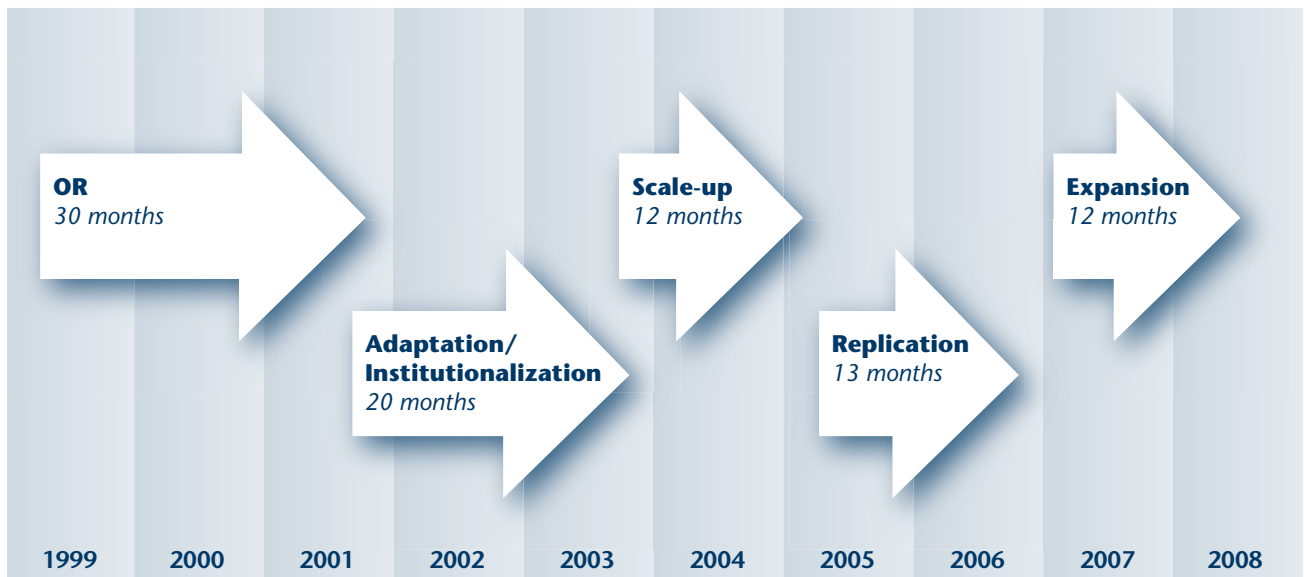 OR
30 months
Adaptation/
Institutionalization
20 months
Scale-up
12 months
Replication
13 months
Expansion
12 months
1999 2000 2001 2002 2003 2004 2005 2006 2007 2008